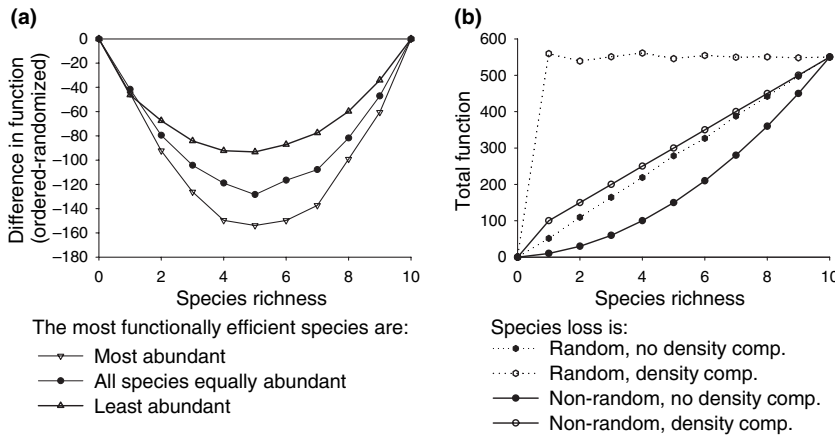 (a)
0
−20
−40
−60
−80
−100
−120
−140
−160
−180
Difference in function
(ordered-randomized)
0 2 4 6 8 10
Species richness
The most functionally efficient species are:
Most abundant
All species equally abundant
Least abundant
(b)
600
500
400
300
200
100
0
Total function
0 2 4 6 8 10
Species richness
Species loss is:
Random, no density comp.
Random, density comp.
Non-random, no density comp.
Non-random, density comp.